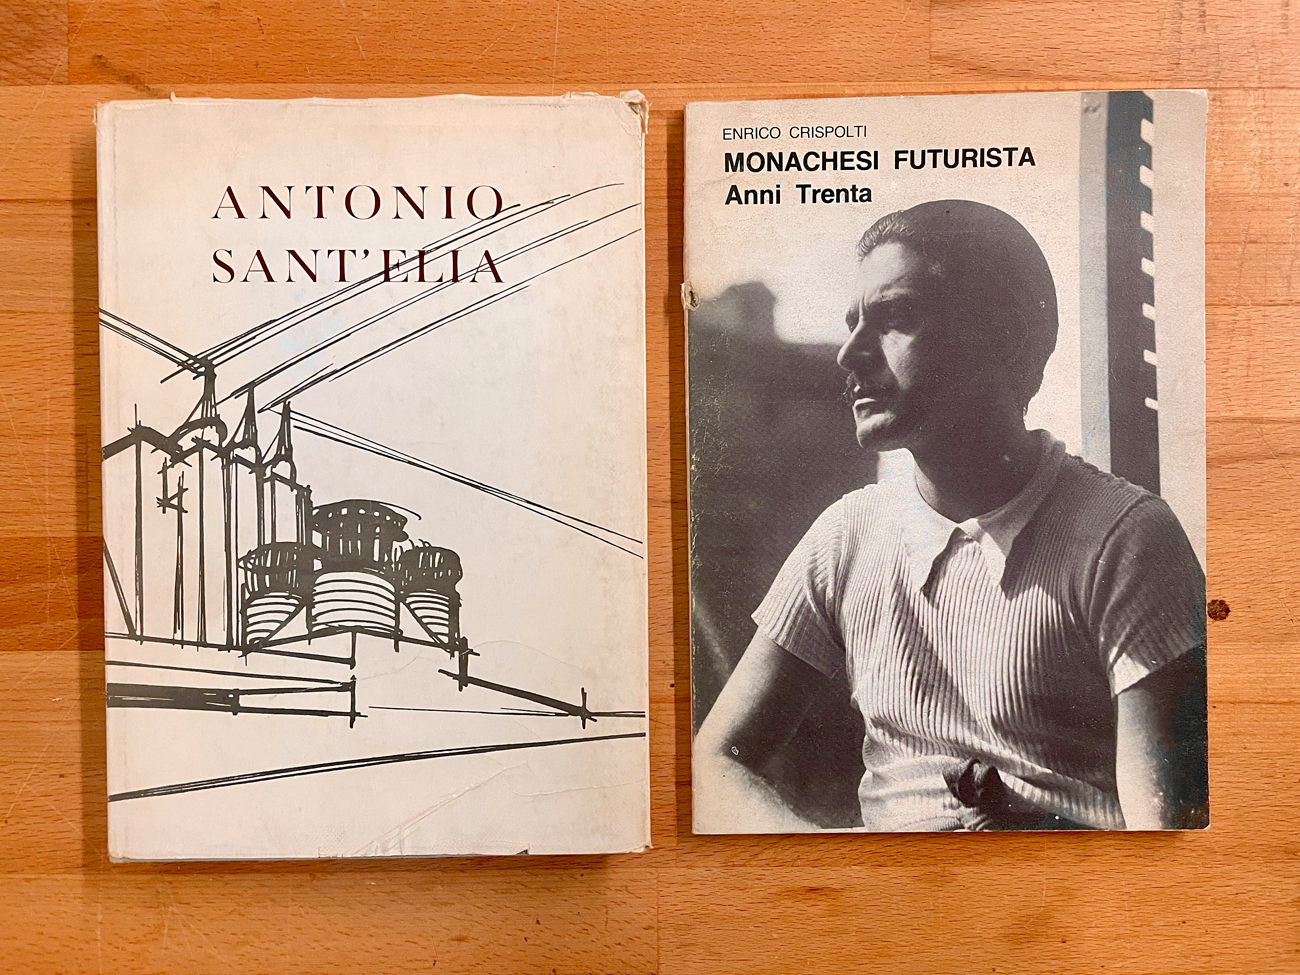 ANTONIO
SANT'ELIA
ENRICO CRISPOLTI
MONACHESI FUTURISTA
Anni Trenta